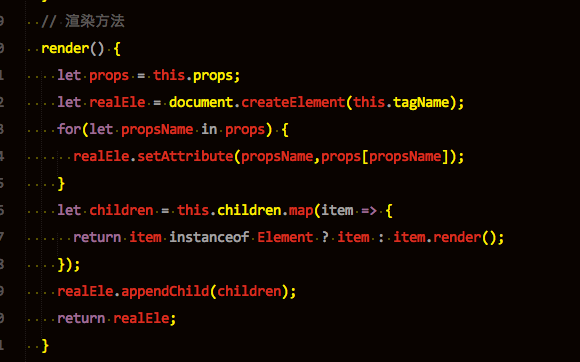 9 // 渲染方法
0 render() {
1 let props = this.props;
2 let realEle = document.createElement(this.tagName);
3 for(let propsName in props) {
4 realEle.setAttribute(propsName,props[propsName]);
5 }
6 let children = this.children.map(item => {
7 return item instanceof Element ? item : item.render();
8 });
9 realEle.appendChild(children);
0 return realEle;
1 }